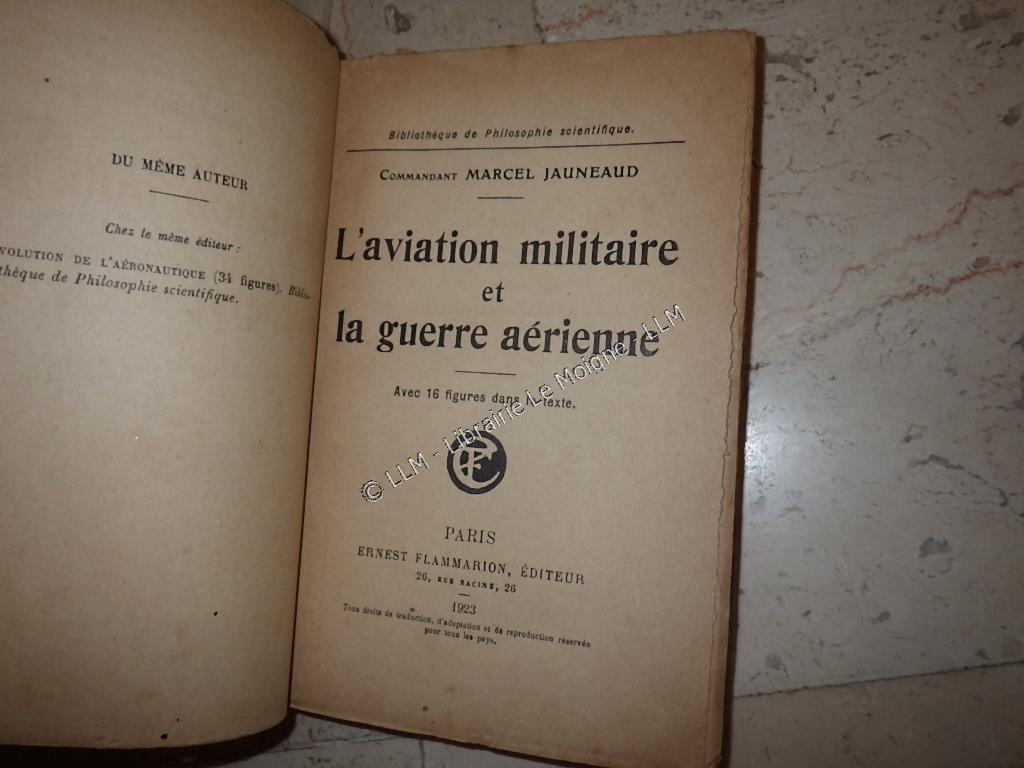 DU MÊME AUTEUR
Chez le même éditeur :
VOLUTION DE L'AÉRONAUTIQUE (34 figures). Biblio-
thèque de Philosophie scientifique.
Bibliothèque de Philosophie scientifique.
COMMANDANT MARCEL JAUNEAUD
L'aviation militaire
et
la guerre aérienne
Avec 16 figures dans texte.
© LLM - Librairie Le Moigne - LLM
EF
PARIS
ERNEST FLAMMARION, ÉDITEUR
26, RUE RACINE, 26
1923
Tous droits de traduction, d'adaptation et de reproduction réservés
pour tous les pays.